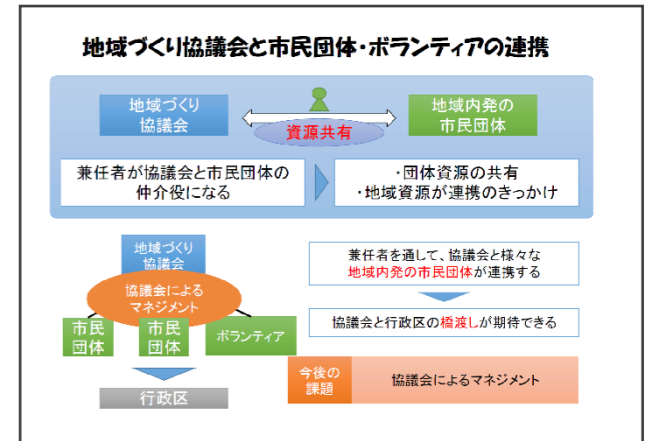 地域づくり協議会と市民団体・ボランティアの連携
地域づくり
協議会
資源共有
地域内発の
市民団体
兼任者が協議会と市民団体の
仲介役になる
・団体資源の共有
・地域資源が連携のきっかけ
地域づくり
協議会
協議会による
マネジメント
市民
団体
市民
団体
ボランティア
行政区
兼任者を通して、協議会と様々な
地域内発の市民団体が連携する
協議会と行政区の橋渡しが期待できる
今後の
課題
協議会によるマネジメント